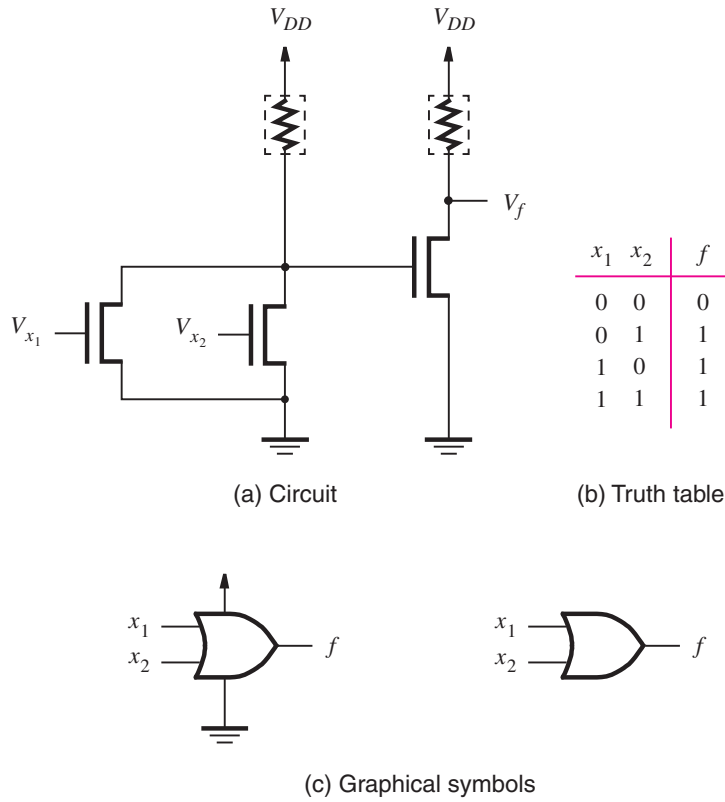 V_DD V_DD
V_f
x_1 x_2 f
V_x_1 V_x_2
0 0 0
0 1 1
1 0 1
1 1 1
(a) Circuit (b) Truth table
x_1 x_1
f f
x_2 x_2
(c) Graphical symbols